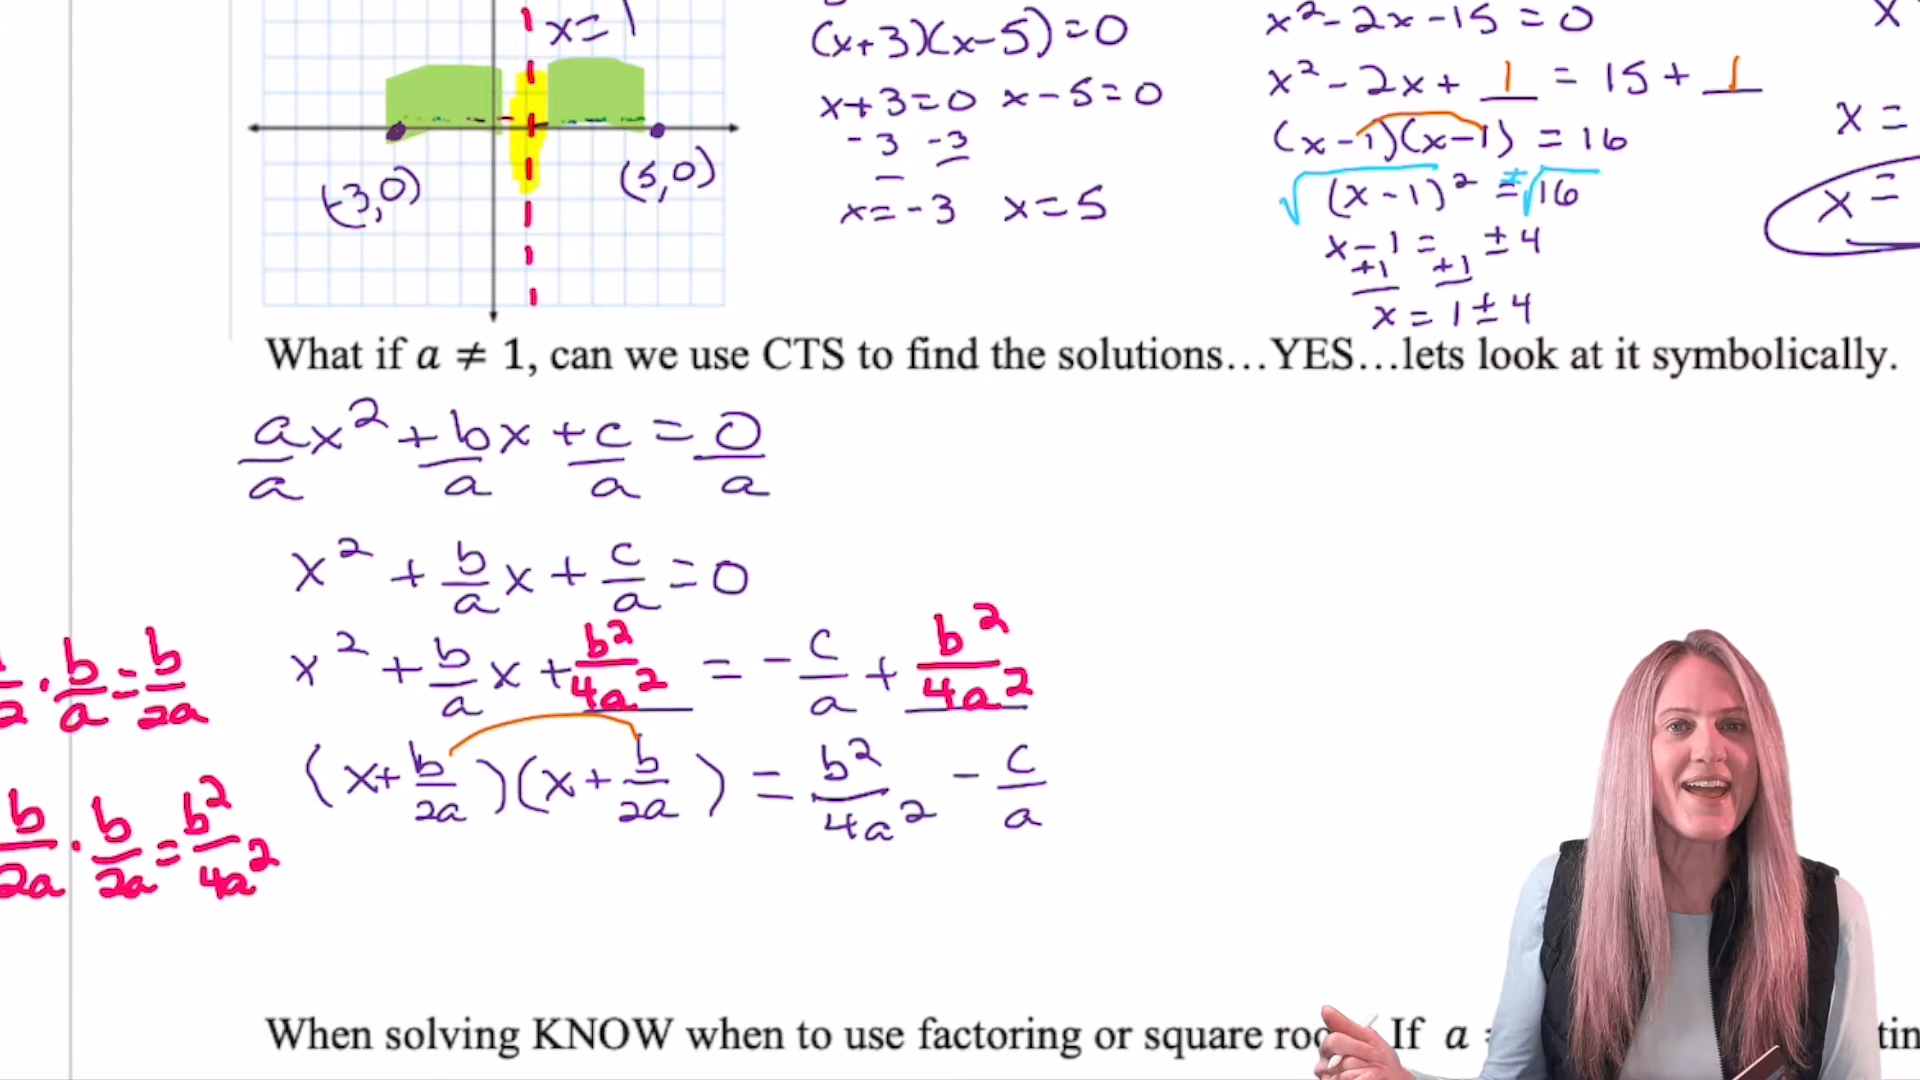 x=1
(-3,0)
(5,0)
(x+3)(x-5)=0
x+3=0 x-5=0
-3 -3
x=-3 x=5
x²-2x-15=0
x²-2x+ 1 = 15+ 1
(x-1)(x-1) = 16
√(x-1)² = ±√16
x-1 = ±4
+1 +1
x = 1±4
x =
x =
What if a ≠ 1, can we use CTS to find the solutions…YES…lets look at it symbolically.
ax²/a + bx/a + c/a = 0/a
x² + b/a x + c/a = 0
x² + b/a x + b²/4a² = -c/a + b²/4a²
(x+b/2a)(x+b/2a) = b²/4a² - c/a
· b/a = b/2a
b/2a · b/2a = b²/4a²
When solving KNOW when to use factoring or square If a